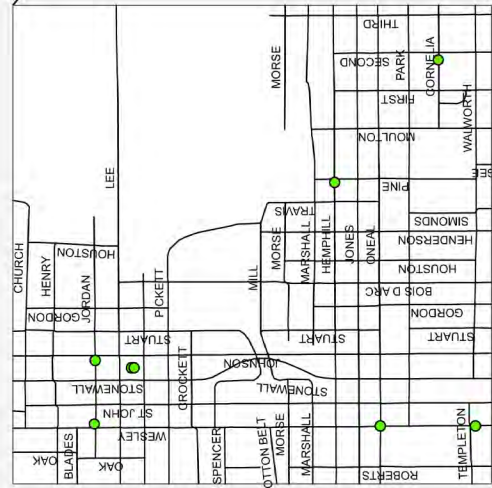 THIRD
MORSE
SECOND
PARK
CORNELIA
FIRST
WALWORTH
MOULTON
LEE
PINE
TRAVIS
SIMONDS
CHURCH
HENRY
HOUSTON
JORDAN
PICKETT
MILL
MORSE
MARSHALL
HEMPHILL
JONES
ONEAL
HENDERSON
HOUSTON
BOIS D ARC
GORDON
GORDON
STUART
STUART
STUART
CROCKETT
JOHNSON
STONEWALL
STONEWALL
ST JOHN
WESLEY
BLADES
OAK
OAK
SPENCER
OTTON BELT
MORSE
MARSHALL
ROBERTS
TEMPLETON